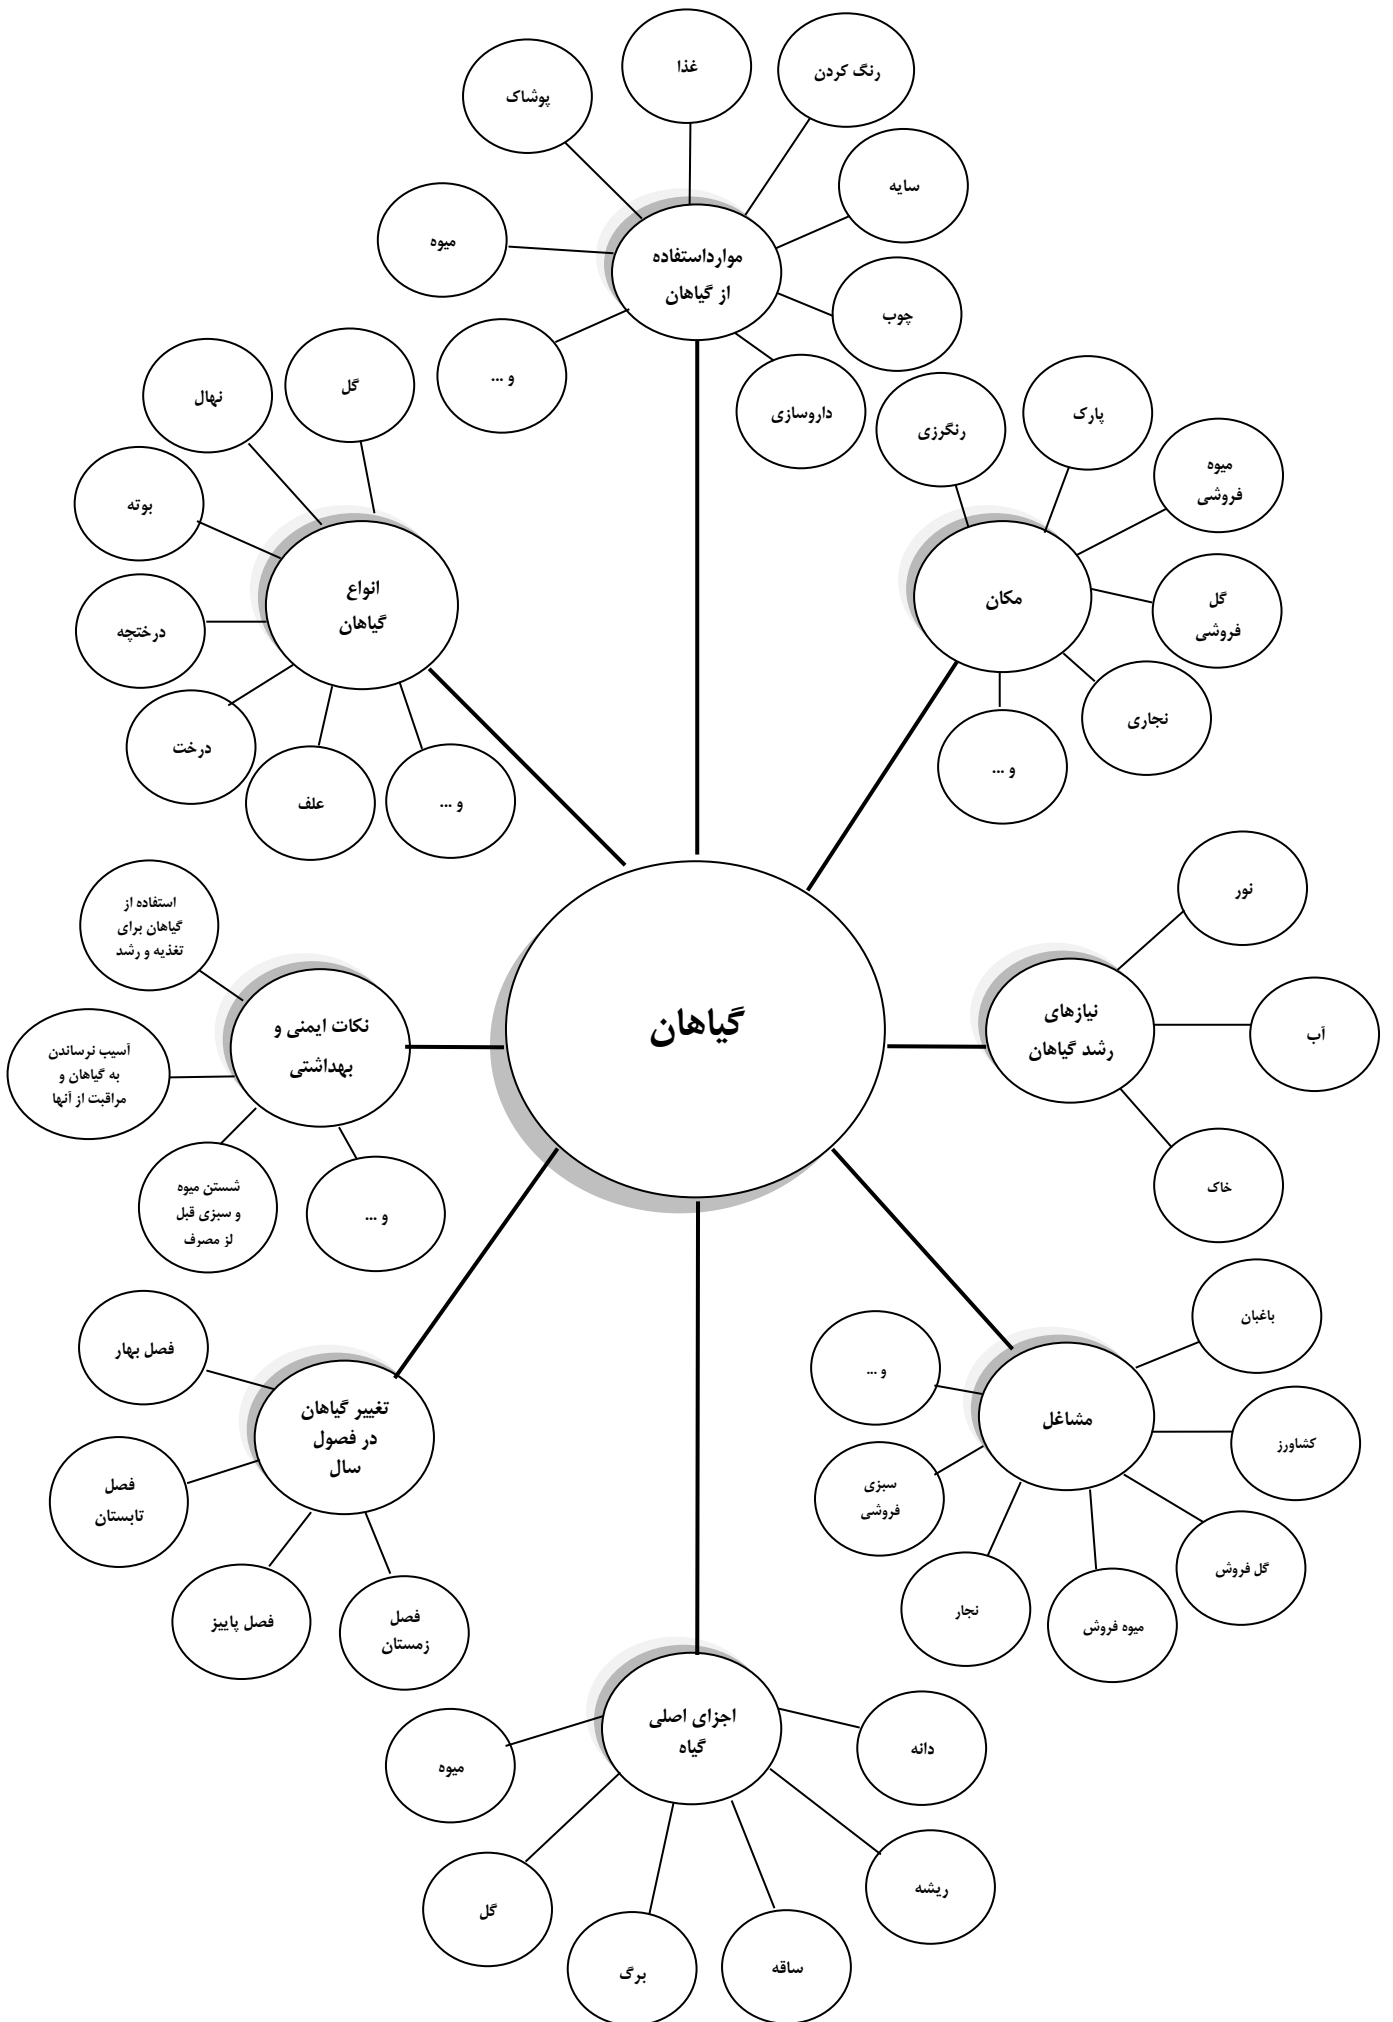 غذا
رنگ کردن
پوشاک
سایه
میوه
موارداستفاده
از گیاهان
چوب
و ...
داروسازی
گل
نهال
بوته
انواع
گیاهان
درختچه
درخت
علف
و ...
رنگرزی
پارک
میوه
فروشی
مکان
گل
فروشی
نجاری
و ...
گیاهان
نور
نیازهای
رشد گیاهان
آب
خاک
استفاده از
گیاهان برای
تغذیه و رشد
نکات ایمنی و
بهداشتی
آسیب نرساندن
به گیاهان و
مراقبت از آنها
شستن میوه
و سبزی قبل
لز مصرف
و ...
باغبان
و ...
مشاغل
کشاورز
سبزی
فروشی
گل فروش
نجار
میوه فروش
فصل بهار
تغییر گیاهان
در فصول
سال
فصل
تابستان
فصل پاییز
فصل
زمستان
اجزای اصلی
گیاه
دانه
میوه
ریشه
گل
ساقه
برگ